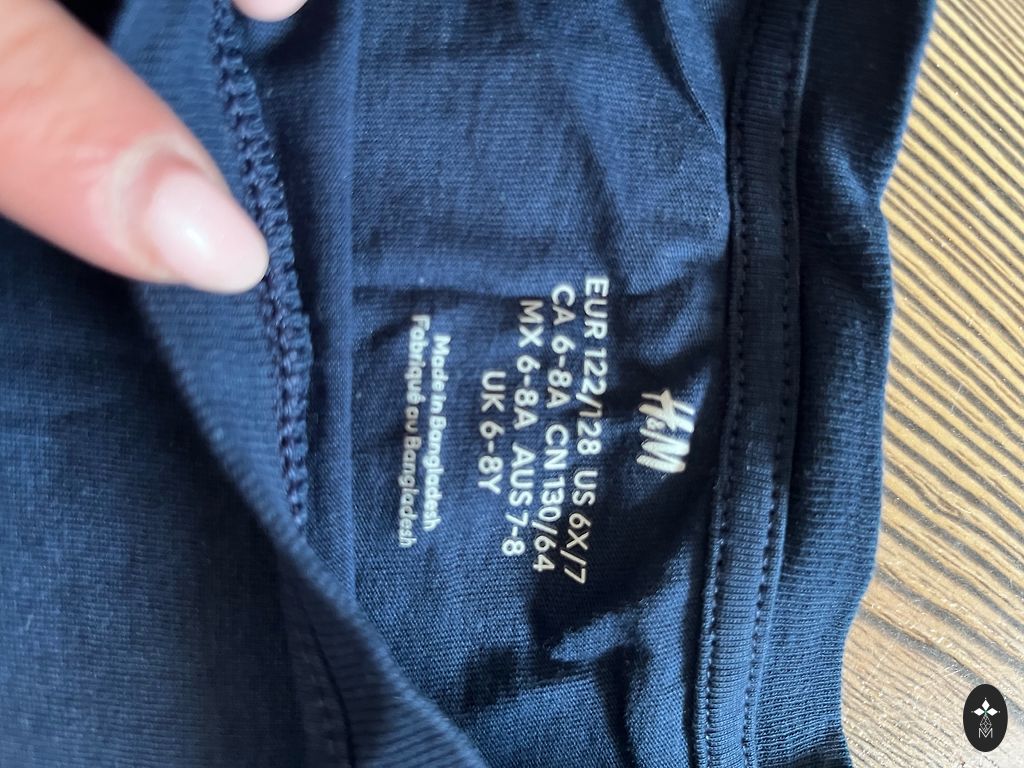 H&M
EUR 122/128 US 6X/7
CA 6-8A CN 130/64
MX 6-8A AUS 7-8
UK 6-8Y
Made in Bangladesh
Fabriqué au Bangladesh
M